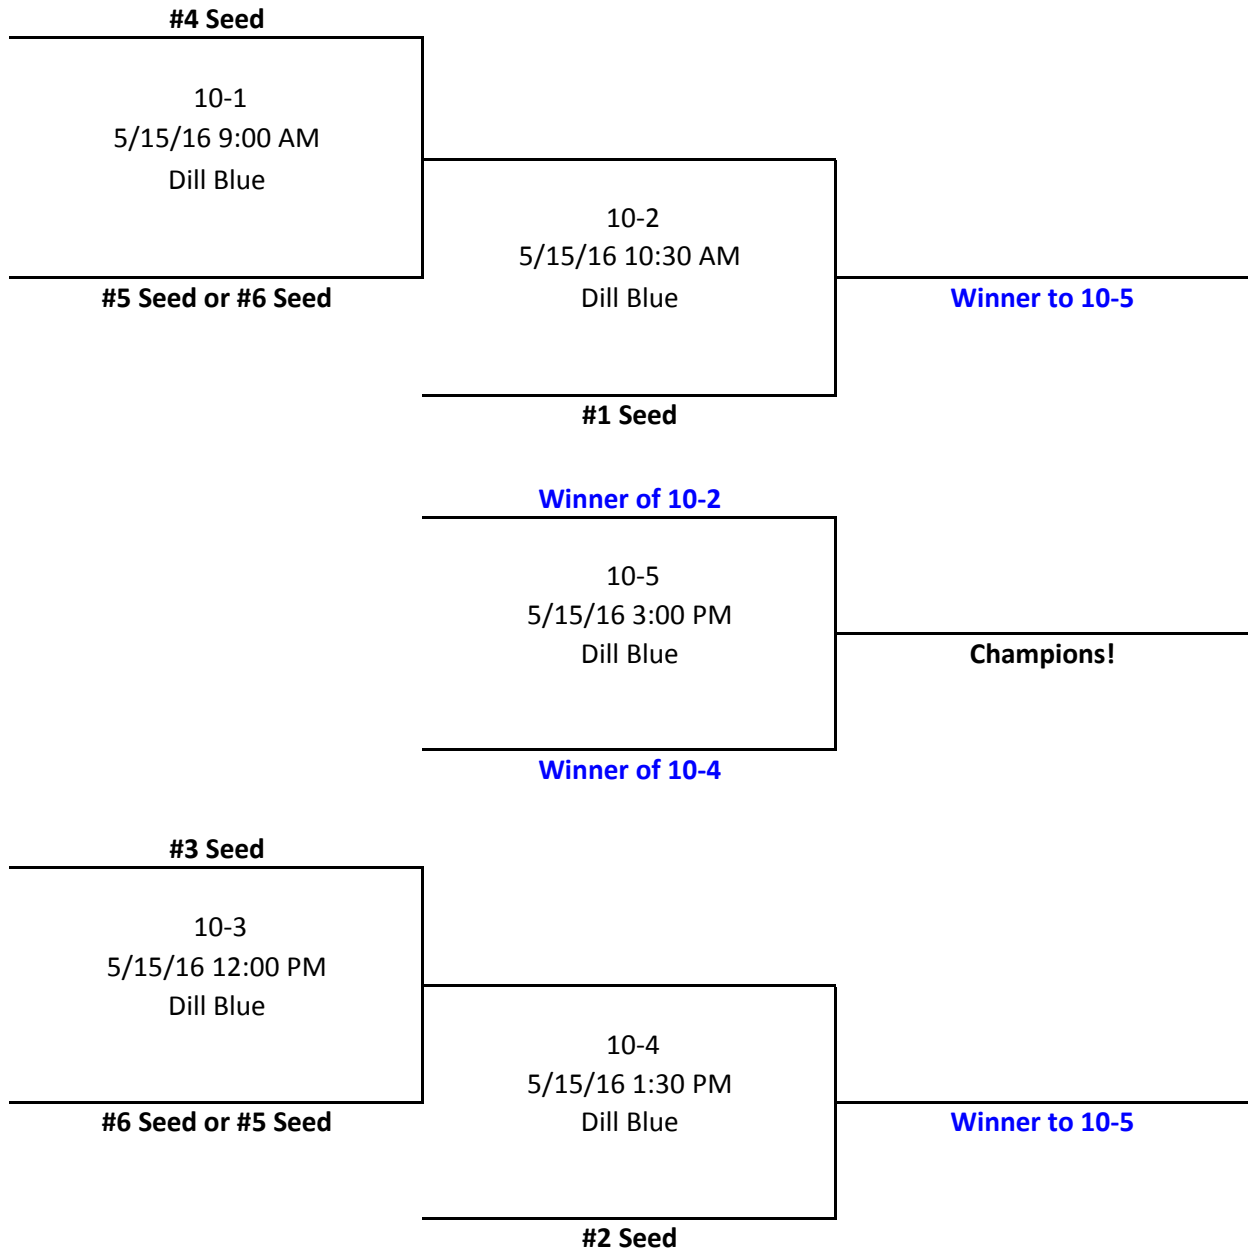 #4 Seed
10-1
5/15/16 9:00 AM
Dill Blue
#5 Seed or #6 Seed
10-2
5/15/16 10:30 AM
Dill Blue
Winner to 10-5
#1 Seed
Winner of 10-2
10-5
5/15/16 3:00 PM
Dill Blue
Champions!
Winner of 10-4
#3 Seed
10-3
5/15/16 12:00 PM
Dill Blue
#6 Seed or #5 Seed
10-4
5/15/16 1:30 PM
Dill Blue
Winner to 10-5
#2 Seed